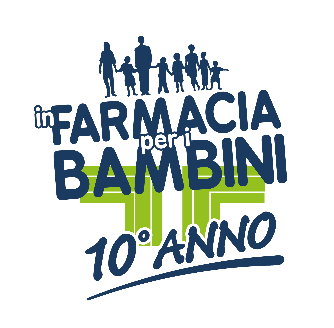 in FARMACIA
per i
BAMBINI
10° ANNO